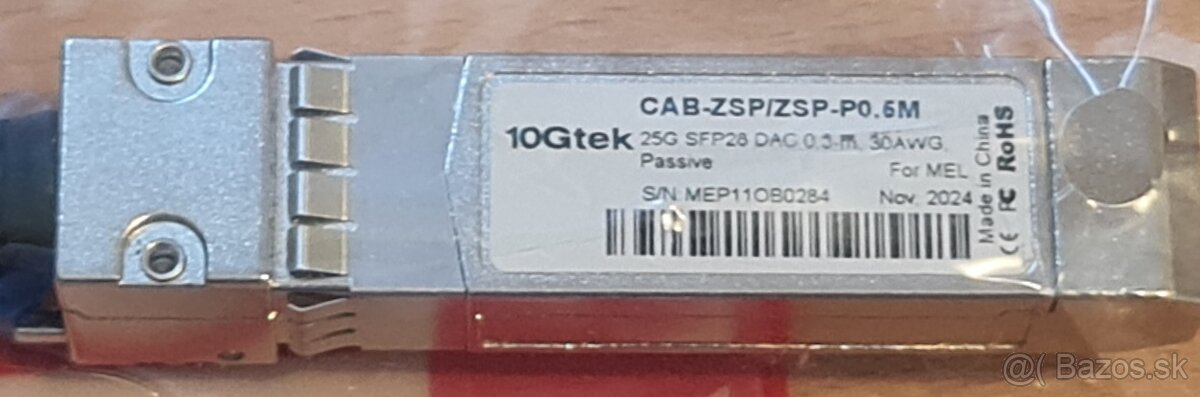 CAB-ZSP/ZSP-P0.5M
10Gtek
25G SFP28 DAC 0.5-m, 30AWG,
Passive
For MEL
S/N MEP11OB0284
Nov. 2024
Made in China
CE FC RoHS
@( Bazos.sk